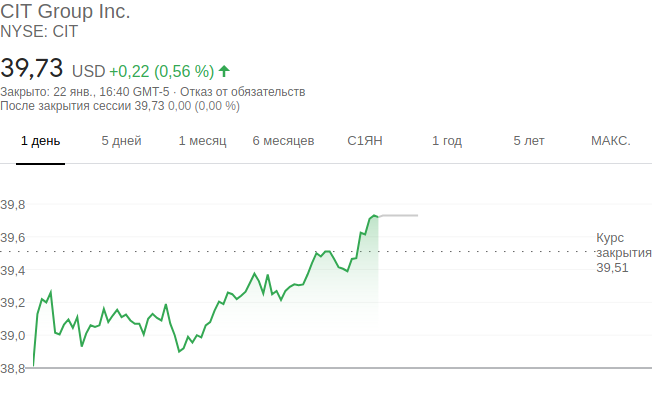 CIT Group Inc.
NYSE: CIT
39,73 USD +0,22 (0,56 %)
Закрыто: 22 янв., 16:40 GMT-5 · Отказ от обязательств
После закрытия сессии 39,73 0,00 (0,00 %)
1 день 5 дней 1 месяц 6 месяцев С1ЯН 1 год 5 лет МАКС.
39,8
39,6
39,4
39,2
39,0
38,8
Курс
закрытия
39,51